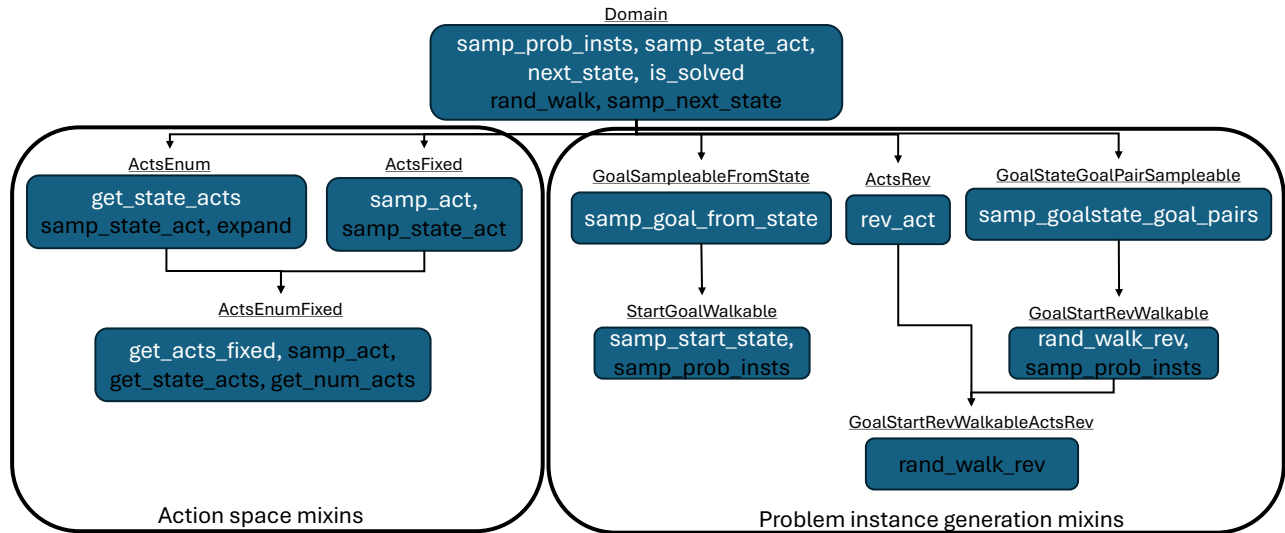 Domain
samp_prob_insts, samp_state_act,
next_state, is_solved
rand_walk, samp_next_state
ActsEnum
get_state_acts
samp_state_act, expand
ActsFixed
samp_act,
samp_state_act
ActsEnumFixed
get_acts_fixed, samp_act,
get_state_acts, get_num_acts
Action space mixins
GoalSampleableFromState
samp_goal_from_state
ActsRev
rev_act
GoalStateGoalPairSampleable
samp_goalstate_goal_pairs
StartGoalWalkable
samp_start_state,
samp_prob_insts
GoalStartRevWalkable
rand_walk_rev,
samp_prob_insts
GoalStartRevWalkableActsRev
rand_walk_rev
Problem instance generation mixins